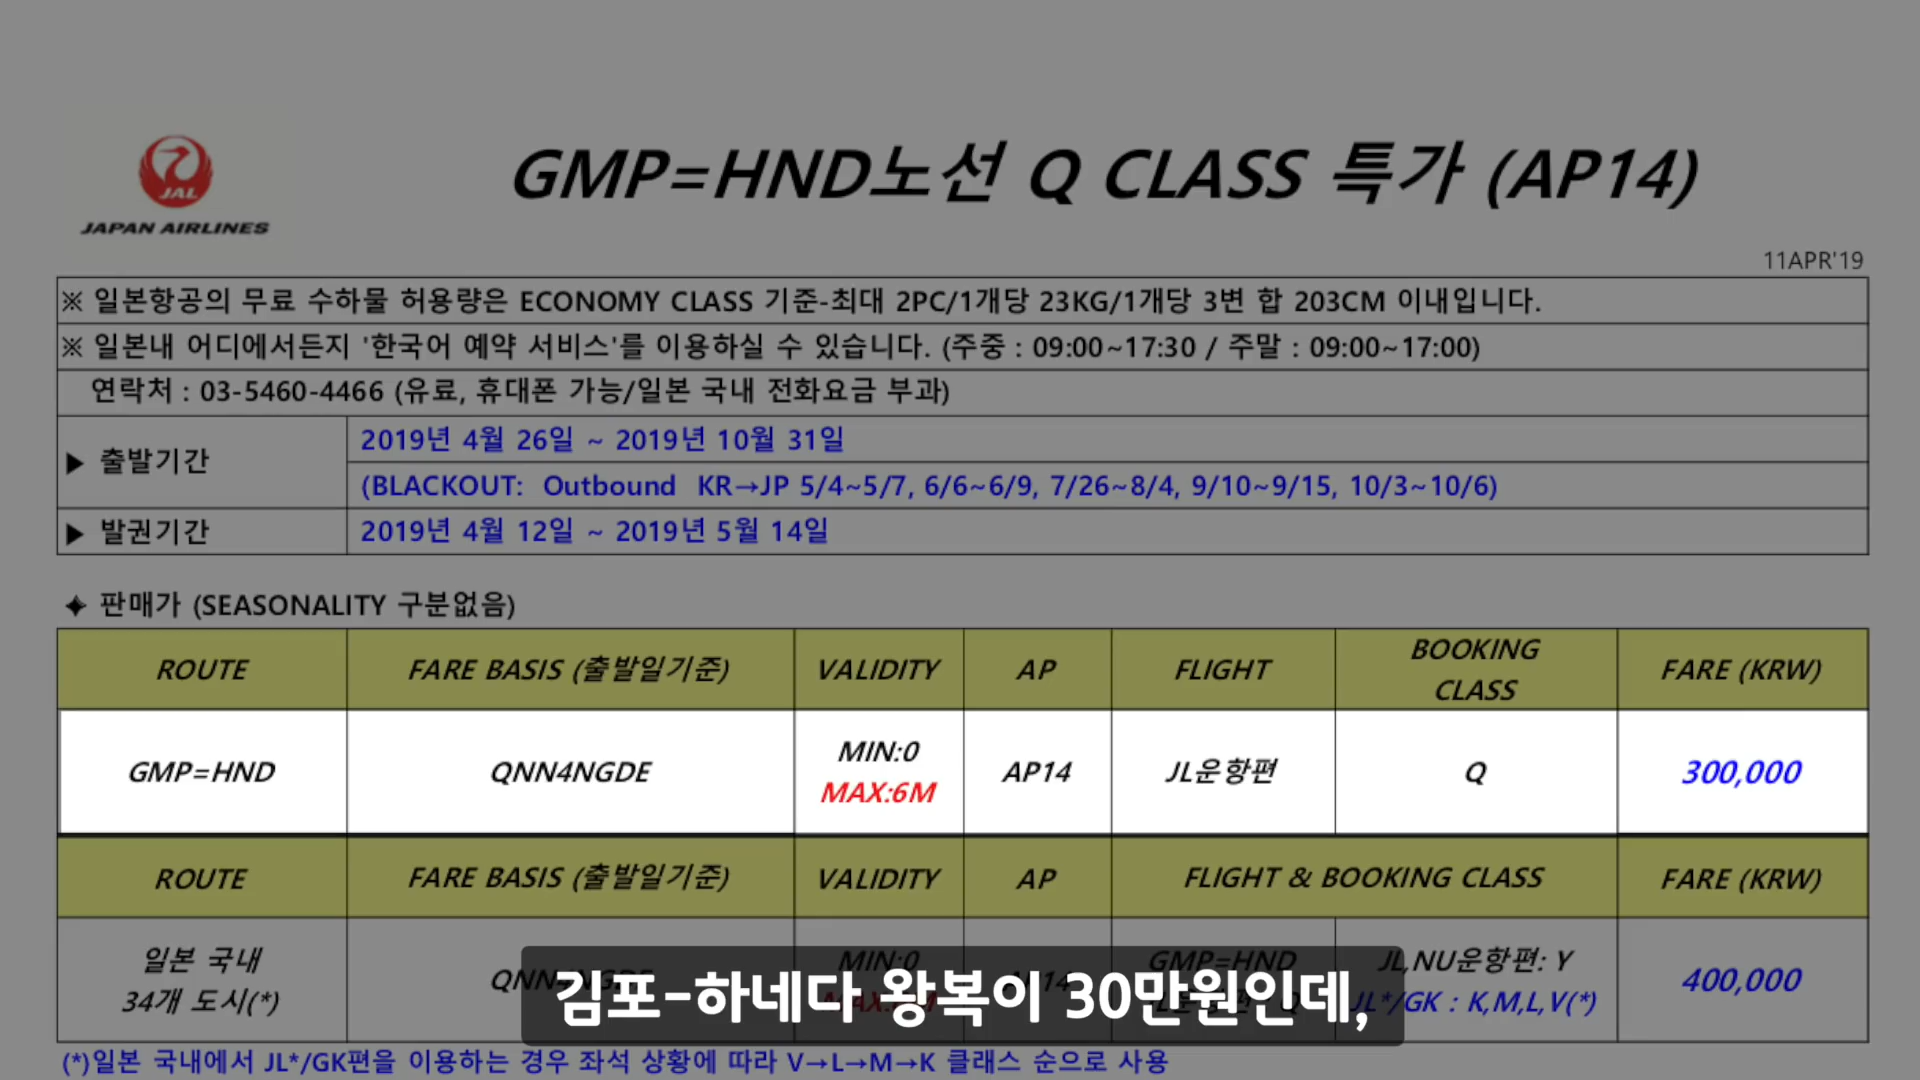 JAL
JAPAN AIRLINES
GMP=HND노선 Q CLASS 특가 (AP14)
11APR'19
※ 일본항공의 무료 수하물 허용량은 ECONOMY CLASS 기준-최대 2PC/1개당 23KG/1개당 3변 합 203CM 이내입니다.
※ 일본내 어디에서든지 '한국어 예약 서비스'를 이용하실 수 있습니다. (주중 : 09:00~17:30 / 주말 : 09:00~17:00)
연락처 : 03-5460-4466 (유료, 휴대폰 가능/일본 국내 전화요금 부과)
▶ 출발기간
2019년 4월 26일 ~ 2019년 10월 31일
(BLACKOUT: Outbound KR→JP 5/4~5/7, 6/6~6/9, 7/26~8/4, 9/10~9/15, 10/3~10/6)
▶ 발권기간 2019년 4월 12일 ~ 2019년 5월 14일
✦ 판매가 (SEASONALITY 구분없음)
ROUTE FARE BASIS (출발일기준) VALIDITY AP FLIGHT BOOKING CLASS FARE (KRW)
GMP=HND QNN4NGDE MIN:0 MAX:6M AP14 JL운항편 Q 300,000
ROUTE FARE BASIS (출발일기준) VALIDITY AP FLIGHT & BOOKING CLASS FARE (KRW)
일본 국내 34개 도시(*) MIN:0 GMP=HND JL,NU운항편: Y JL*/GK : K,M,L,V(*) 400,000
김포-하네다 왕복이 30만원인데,
(*)일본 국내에서 JL*/GK편을 이용하는 경우 좌석 상황에 따라 V→L→M→K 클래스 순으로 사용